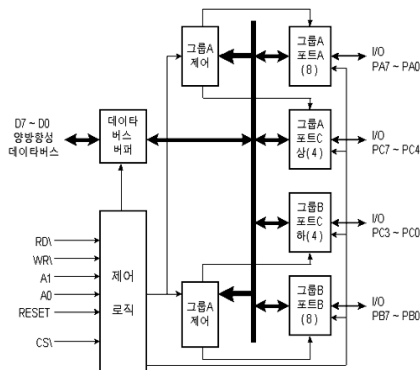 그룹A
제어
그룹A
포트A
(8)
I/O
PA7 ~ PA0
D7 ~ D0
양방향성
데이타버스
데이타
버스
버퍼
그룹A
포트C
상(4)
I/O
PC7 ~ PC4
그룹B
포트C
하(4)
I/O
PC3 ~ PC0
RD\
WR\
A1
A0
RESET
CS\
제어
로직
그룹A
제어
그룹B
포트B
(8)
I/O
PB7 ~ PB0